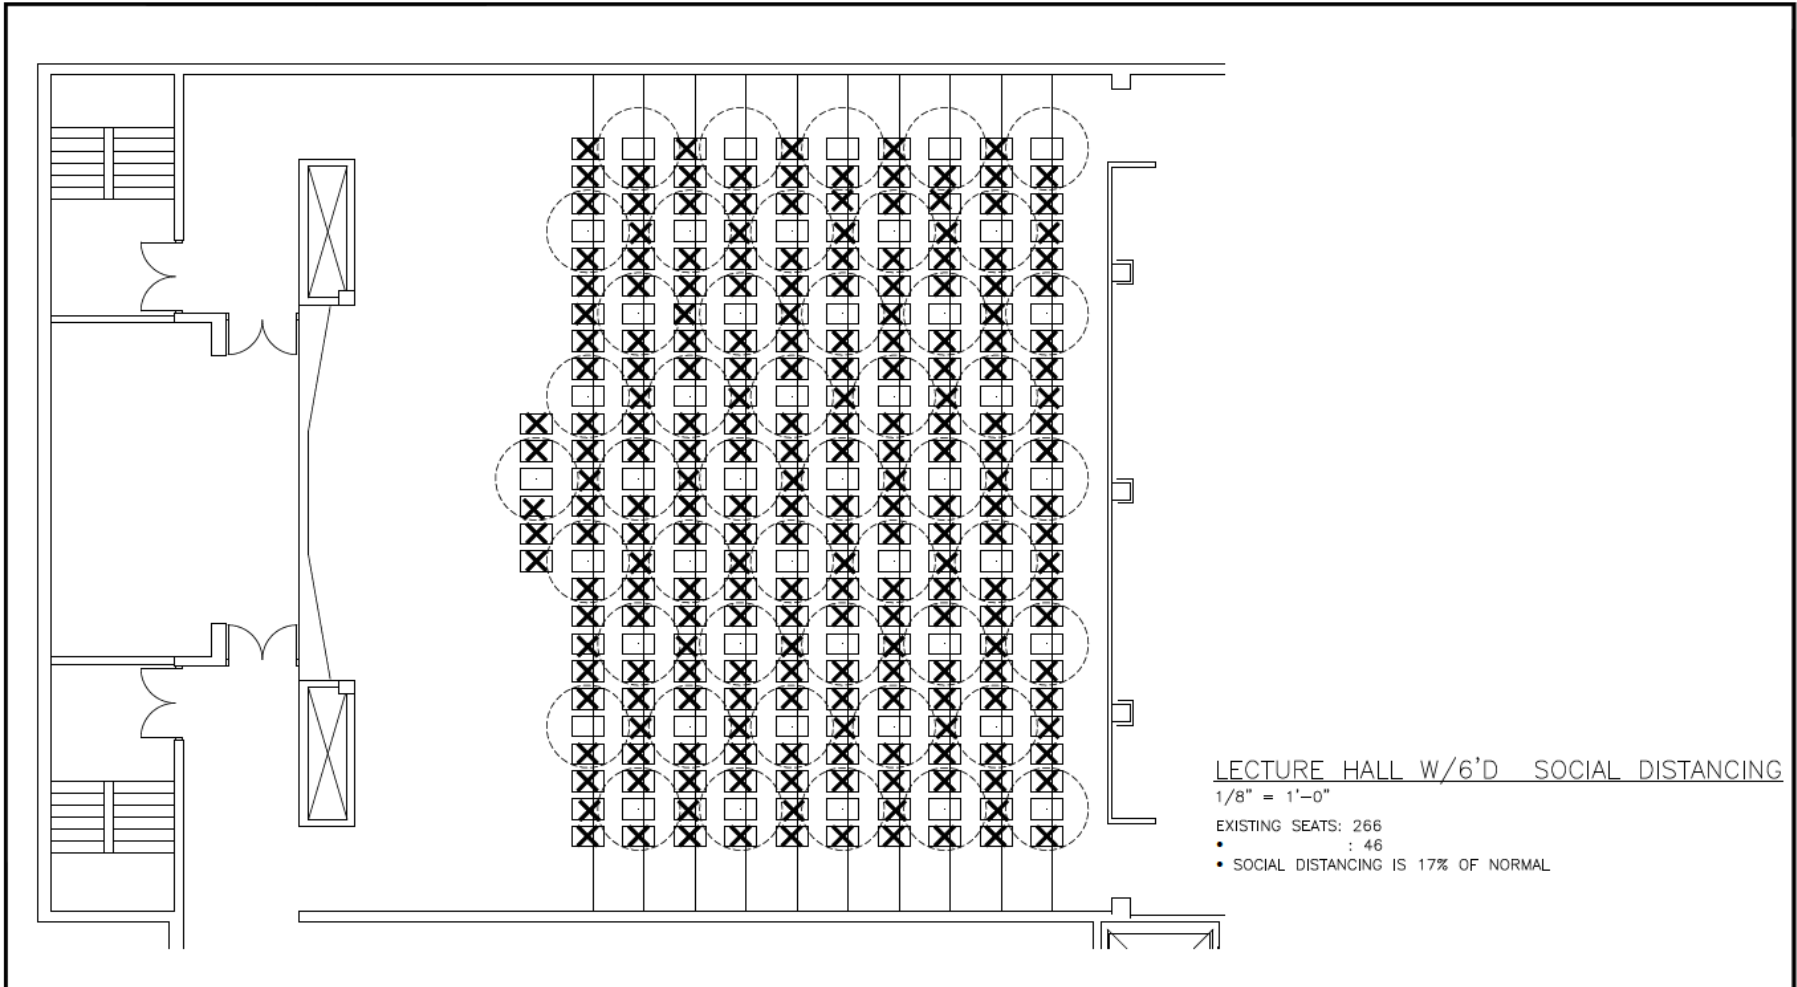 LECTURE HALL W/6'D SOCIAL DISTANCING
1/8" = 1'-0"
EXISTING SEATS: 266
• : 46
• SOCIAL DISTANCING IS 17% OF NORMAL